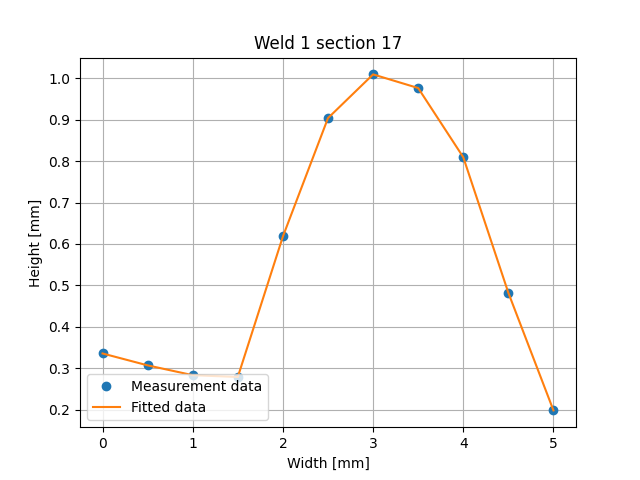 Weld 1 section 17
Height [mm]
1.0
0.9
0.8
0.7
0.6
0.5
0.4
0.3
0.2
Measurement data
Fitted data
0 1 2 3 4 5
Width [mm]